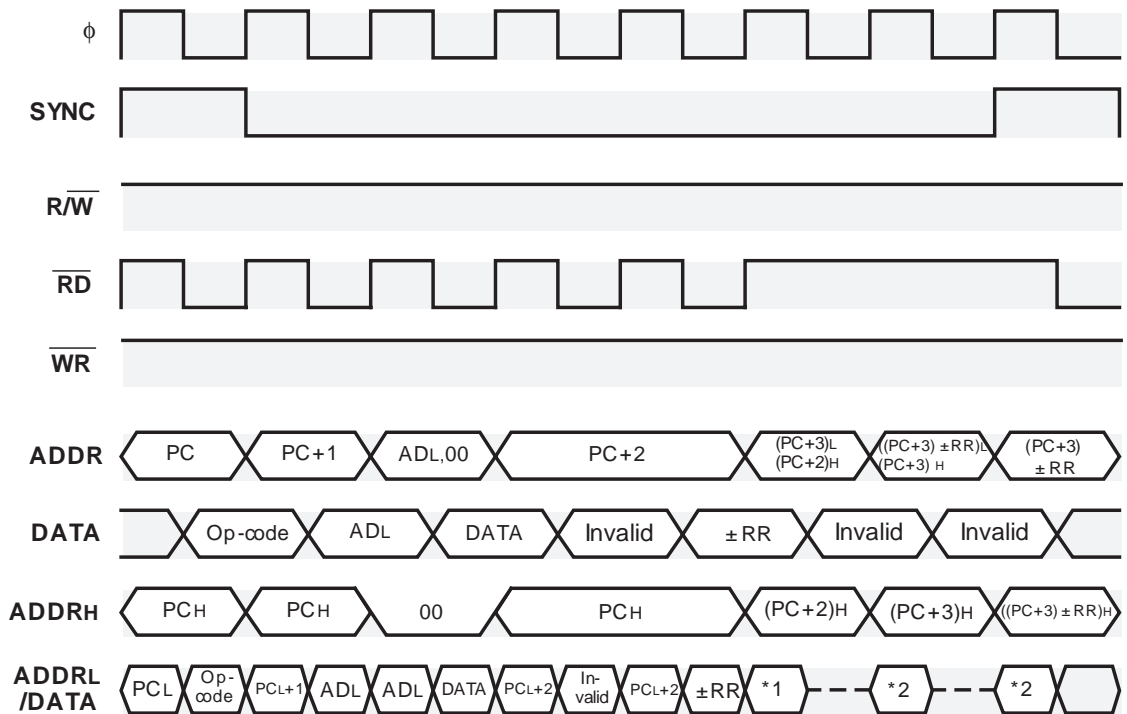 ϕ
SYNC
R/W̅
R̅D̅
W̅R̅
ADDR PC PC+1 ADL,00 PC+2 (PC+3)L ((PC+3) ±RR)L (PC+3)
(PC+2)H (PC+3) H ±RR
DATA Op-code ADL DATA Invalid ±RR Invalid Invalid
ADDRH PCH PCH 00 PCH (PC+2)H (PC+3)H ((PC+3) ±RR)H
ADDRL
/DATA PCL Op-
code PCL+1 ADL ADL DATA PCL+2 In-
valid PCL+2 ±RR *1 *2 *2